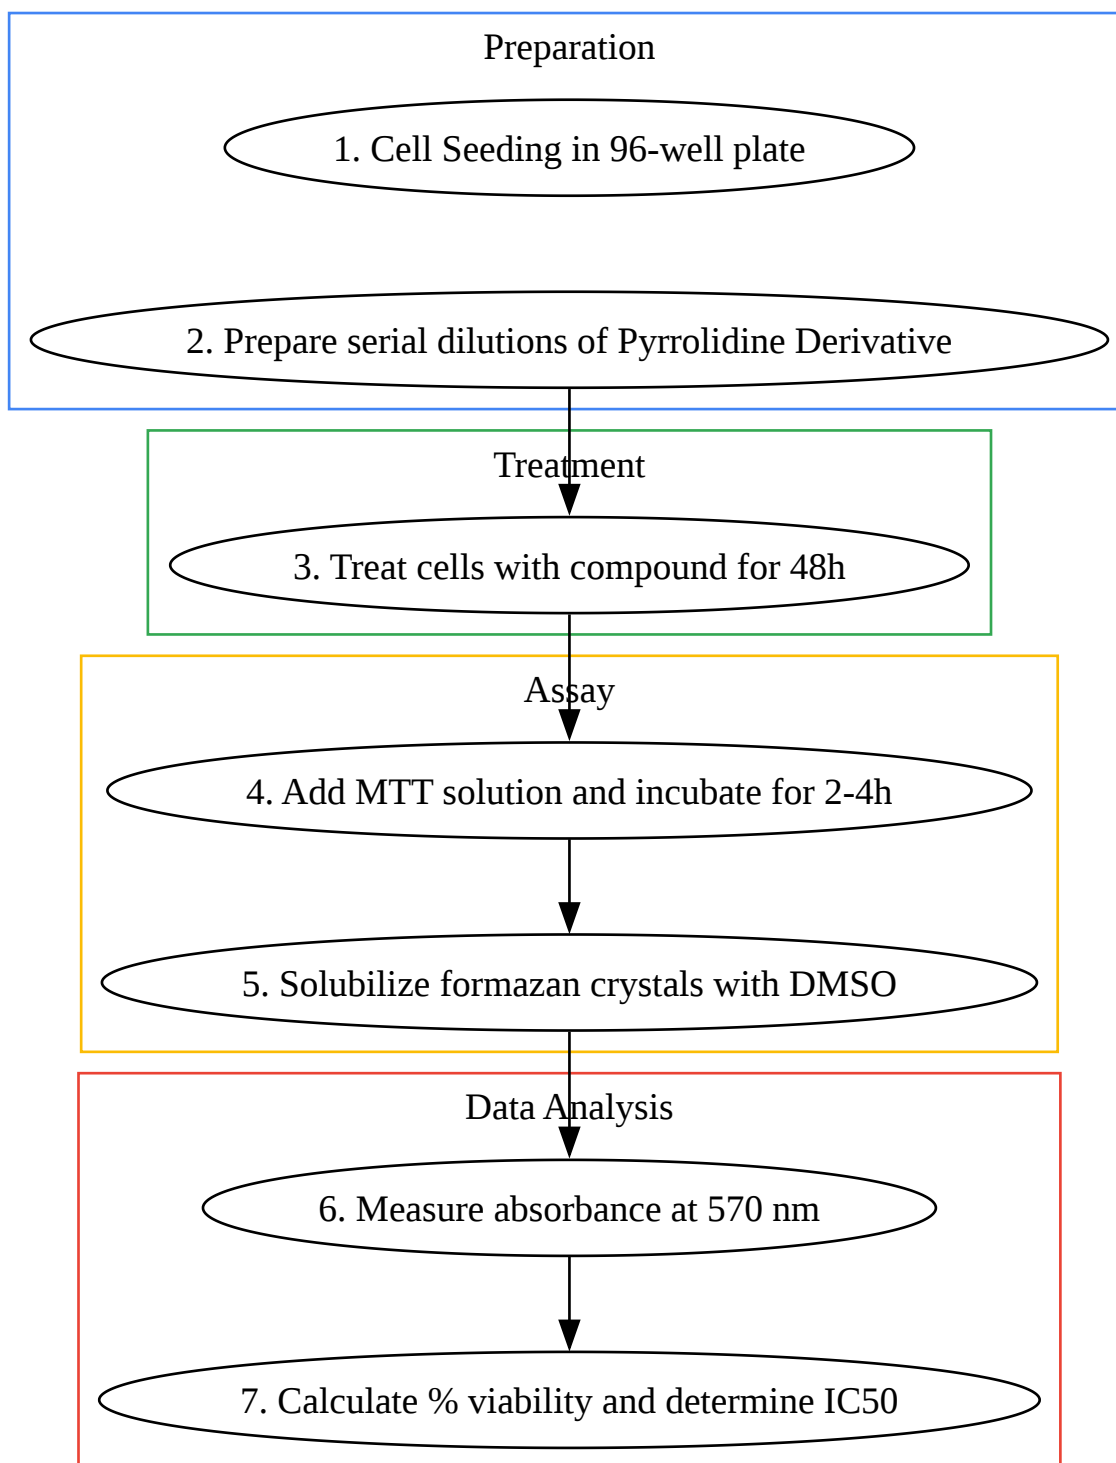 Preparation
1. Cell Seeding in 96-well plate
2. Prepare serial dilutions of Pyrrolidine Derivative
Treatment
3. Treat cells with compound for 48h
Assay
4. Add MTT solution and incubate for 2-4h
5. Solubilize formazan crystals with DMSO
Data Analysis
6. Measure absorbance at 570 nm
7. Calculate % viability and determine IC50